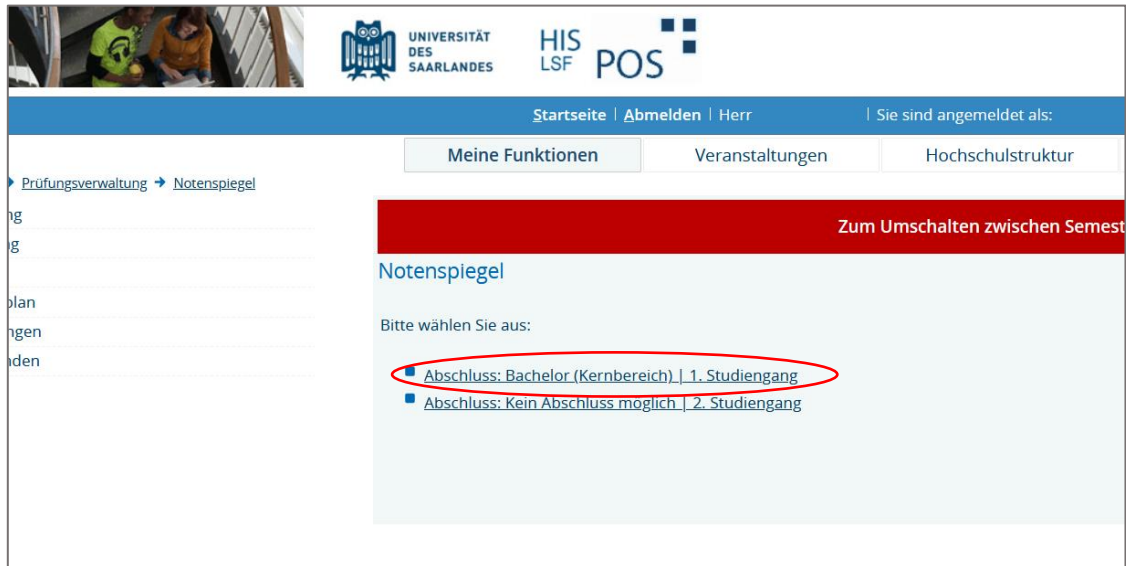 UNIVERSITÄT
DES
SAARLANDES
HIS
LSF POS
Startseite | Abmelden | Herr | Sie sind angemeldet als:
Meine Funktionen Veranstaltungen Hochschulstruktur
Prüfungsverwaltung → Notenspiegel
ng
g
Zum Umschalten zwischen Semest
Notenspiegel
plan
Bitte wählen Sie aus:
ngen
nden
Abschluss: Bachelor (Kernbereich) | 1. Studiengang
Abschluss: Kein Abschluss möglich | 2. Studiengang